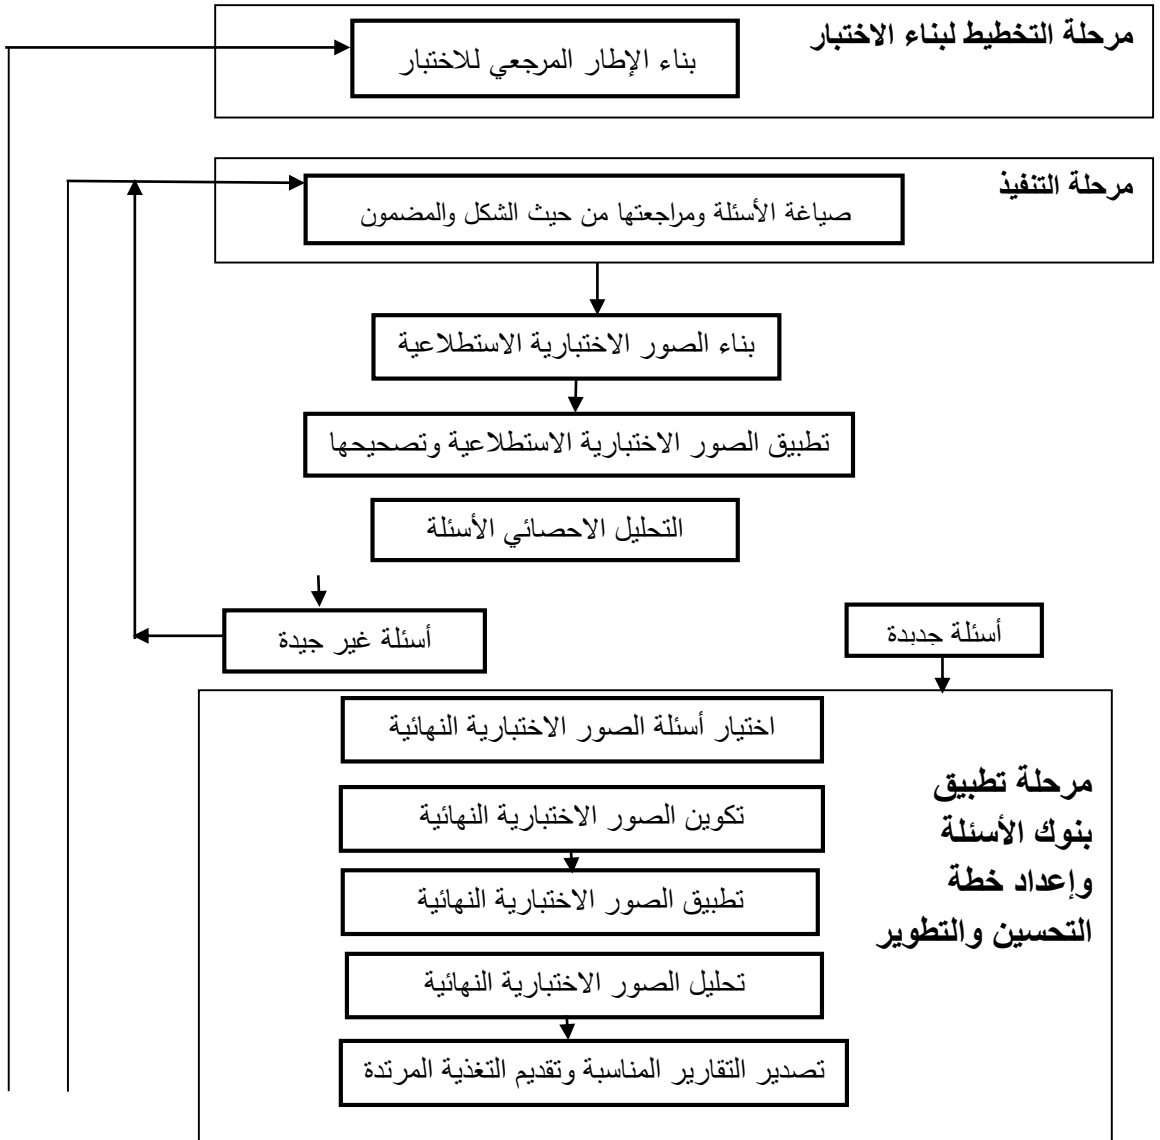 مرحلة التخطيط لبناء الاختبار
بناء الإطار المرجعي للاختبار
مرحلة التنفيذ
صياغة الأسئلة ومراجعتها من حيث الشكل والمضمون
بناء الصور الاختبارية الاستطلاعية
تطبيق الصور الاختبارية الاستطلاعية وتصحيحها
التحليل الاحصائي الأسئلة
أسئلة جديدة
أسئلة غير جيدة
اختيار أسئلة الصور الاختبارية النهائية
مرحلة تطبيق
بنوك الأسئلة
وإعداد خطة
التحسين والتطوير
تكوين الصور الاختبارية النهائية
تطبيق الصور الاختبارية النهائية
تحليل الصور الاختبارية النهائية
تصدير التقارير المناسبة وتقديم التغذية المرتدة